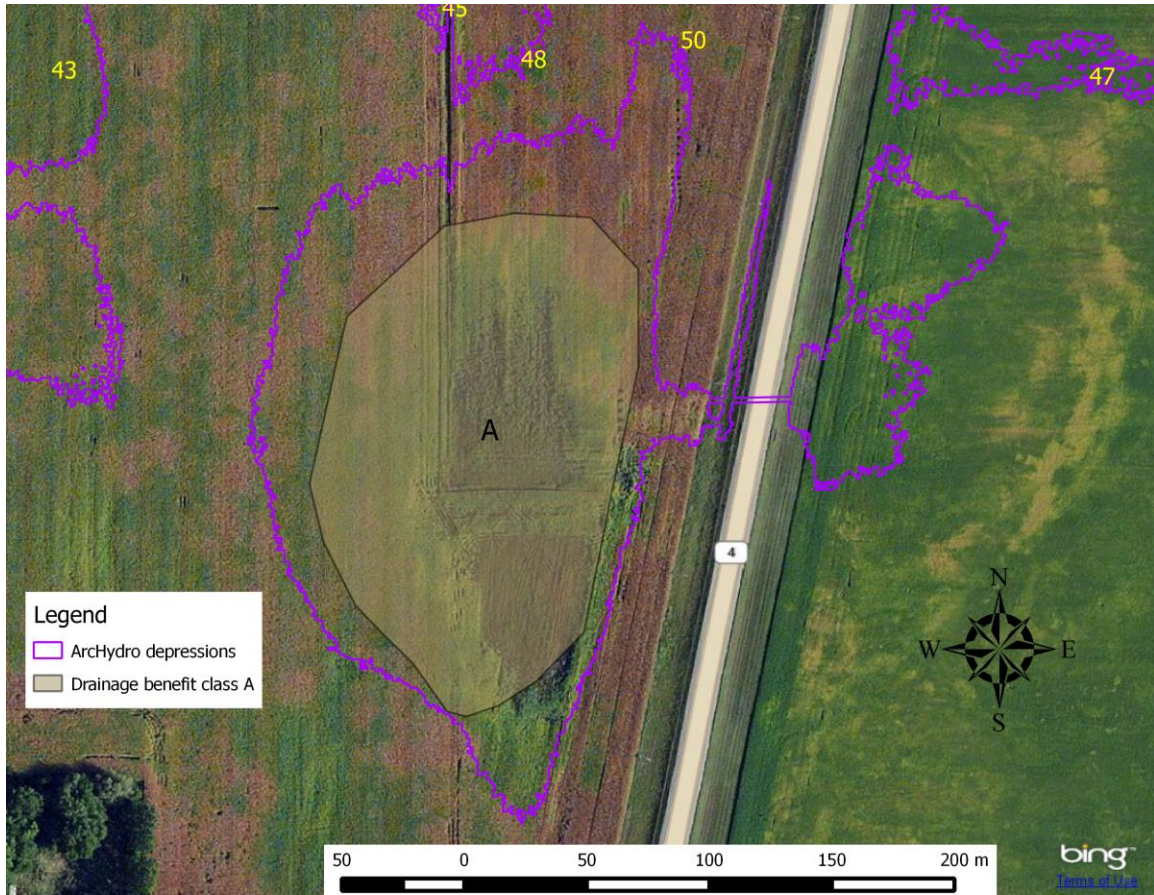 45
43
48
50
47
A
4
N
W E
S
Legend
ArcHydro depressions
Drainage benefit class A
50 0 50 100 150 200 m
bing
Terms of Use